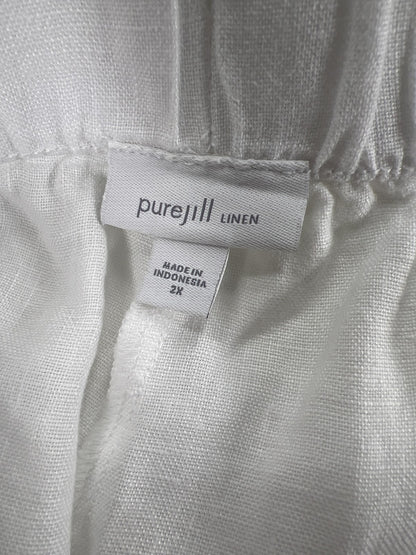 purejill LINEN
MADE IN
INDONESIA
2X